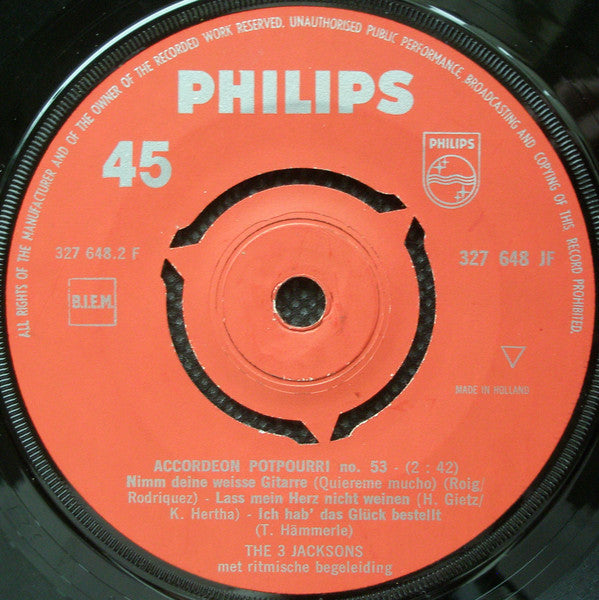 ALL RIGHTS OF THE MANUFACTURER AND OF THE OWNER OF THE RECORDED WORK RESERVED. UNAUTHORISED PUBLIC PERFORMANCE, BROADCASTING AND COPYING OF THIS RECORD PROHIBITED.
PHILIPS
45
PHILIPS
327 648.2 F
327 648 JF
B.I.E.M.
MADE IN HOLLAND
ACCORDEON POTPOURRI no. 53 - (2 : 42)
Nimm deine weisse Gitarre (Quiereme mucho) (Roig/
Rodriquez) - Lass mein Herz nicht weinen (H. Gietz/
K. Hertha) - Ich hab' das Glück bestellt
(T. Hämmerle)
THE 3 JACKSONS
met ritmische begeleiding